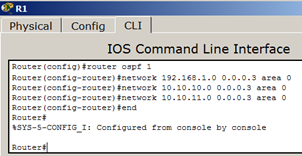 R1
Physical Config CLI
IOS Command Line Interface
Router(config)#router ospf 1
Router(config-router)#network 192.168.1.0 0.0.0.3 area 0
Router(config-router)#network 10.10.10.0 0.0.0.3 area 0
Router(config-router)#network 10.10.11.0 0.0.0.3 area 0
Router(config-router)#end
Router#
%SYS-5-CONFIG_I: Configured from console by console
Router#